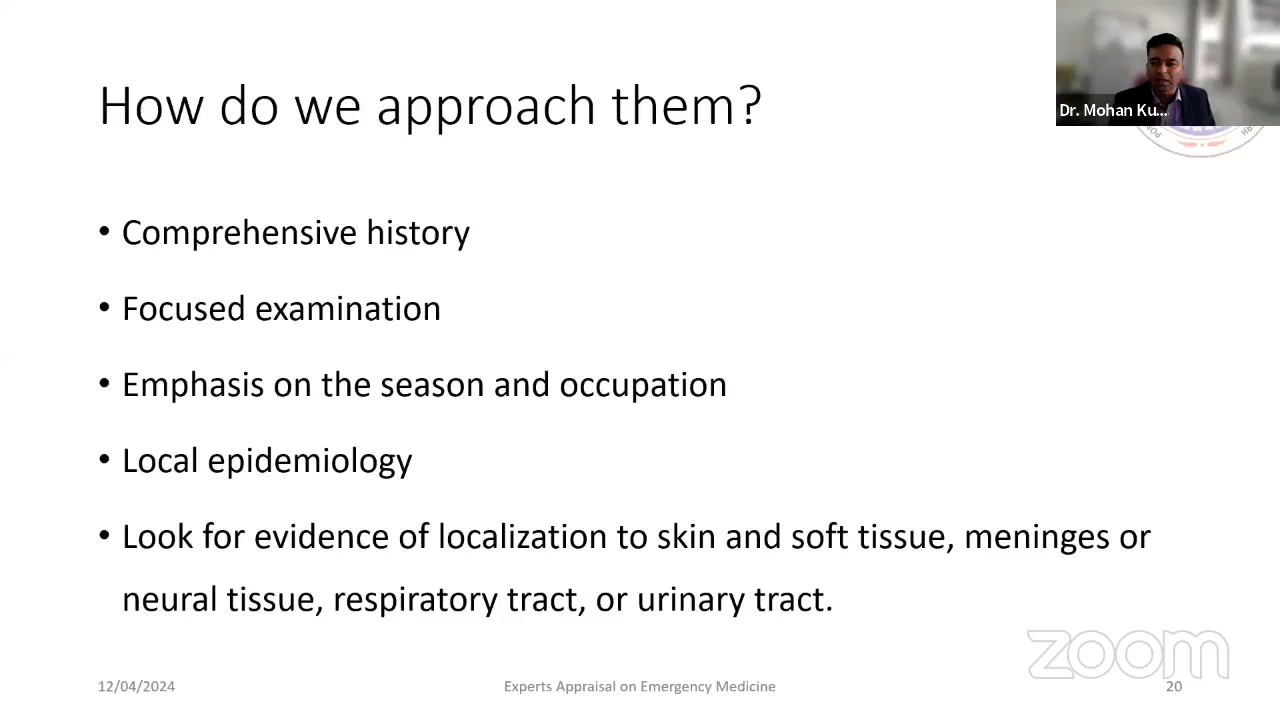 How do we approach them?
Dr. Mohan Ku...
• Comprehensive history
• Focused examination
• Emphasis on the season and occupation
• Local epidemiology
• Look for evidence of localization to skin and soft tissue, meninges or
neural tissue, respiratory tract, or urinary tract.
zoom
12/04/2024
Experts Appraisal on Emergency Medicine
20